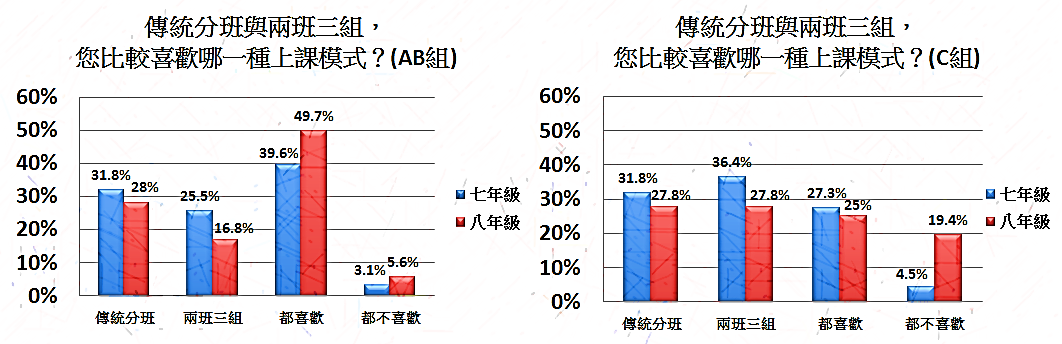 傳統分班與兩班三組，
您比較喜歡哪一種上課模式？(AB組)
60%
50%
40%
30%
20%
10%
0%
31.8%
28%
25.5%
16.8%
39.6%
49.7%
3.1%
5.6%
傳統分班
兩班三組
都喜歡
都不喜歡
七年級
八年級
傳統分班與兩班三組，
您比較喜歡哪一種上課模式？(C組)
60%
50%
40%
30%
20%
10%
0%
31.8%
27.8%
36.4%
27.8%
27.3%
25%
4.5%
19.4%
傳統分班
兩班三組
都喜歡
都不喜歡
七年級
八年級